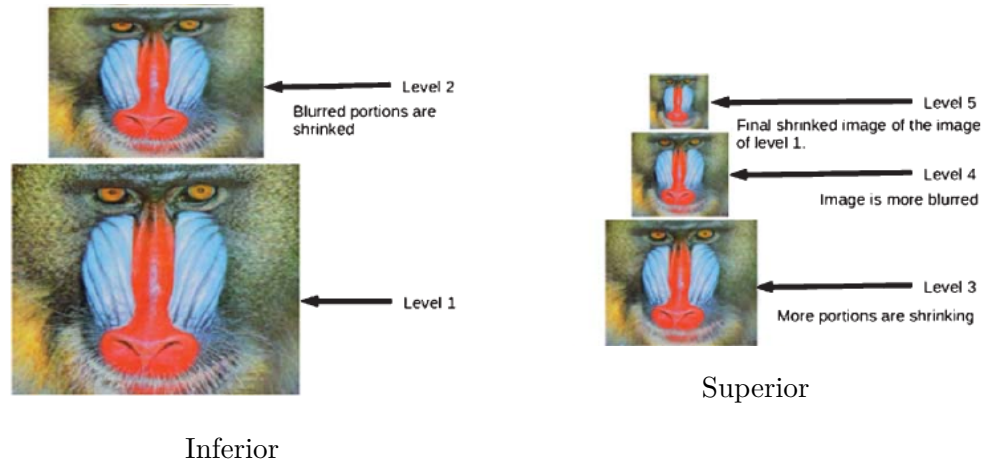 Level 2
Blurred portions are
shrinked
Level 1
Inferior
Level 5
Final shrinked image of the image
of level 1.
Level 4
Image is more blurred
Level 3
More portions are shrinking
Superior